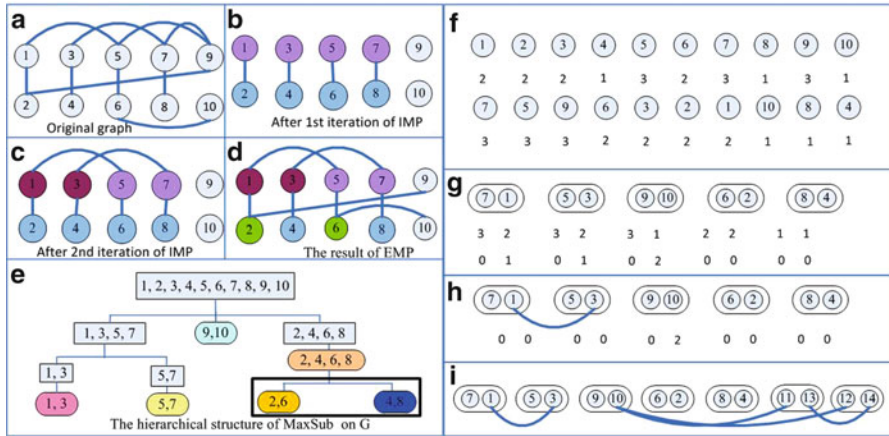 a
1 3 5 7 9
2 4 6 8 10
Original graph
b
1 3 5 7 9
2 4 6 8 10
After 1st iteration of IMP
c
1 3 5 7 9
2 4 6 8 10
After 2nd iteration of IMP
d
1 3 5 7 9
2 4 6 8 10
The result of EMP
e
1, 2, 3, 4, 5, 6, 7, 8, 9, 10
1, 3, 5, 7 9,10 2, 4, 6, 8
2, 4, 6, 8
1, 3 5,7
1, 3 5,7 2,6 4,8
The hierarchical structure of MaxSub on G
f
1 2 3 4 5 6 7 8 9 10
2 2 2 1 3 2 3 1 3 1
7 5 9 6 3 2 1 10 8 4
3 3 3 2 2 2 2 1 1 1
g
7 1 5 3 9 10 6 2 8 4
3 2 3 2 3 1 2 2 1 1
0 1 0 1 0 2 0 0 0 0
h
7 1 5 3 9 10 6 2 8 4
0 0 0 0 0 2 0 0 0 0
i
7 1 5 3 9 10 6 2 8 4 11 13 12 14